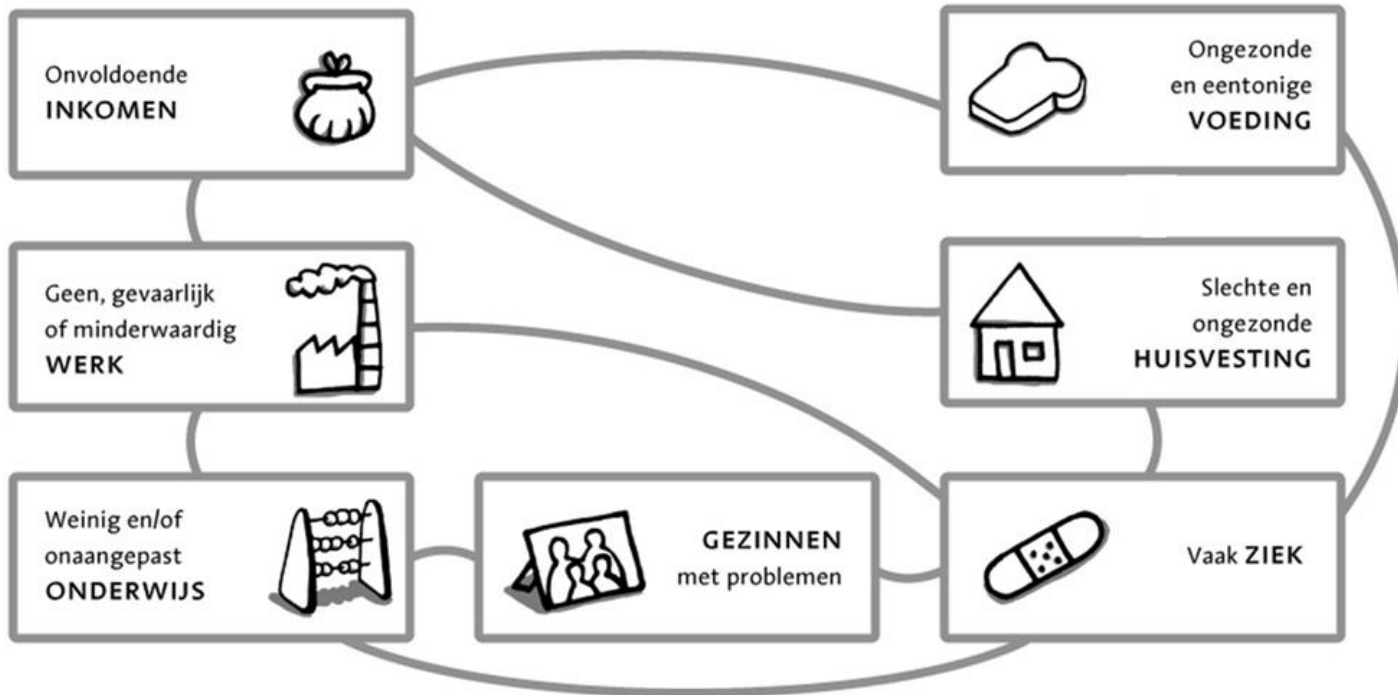 Onvoldoende
INKOMEN
Ongezonde
en eentonige
VOEDING
Geen, gevaarlijk
of minderwaardig
WERK
Slechte en
ongezonde
HUISVESTING
Weinig en/of
onaangepast
ONDERWIJS
GEZINNEN
met problemen
Vaak ZIEK